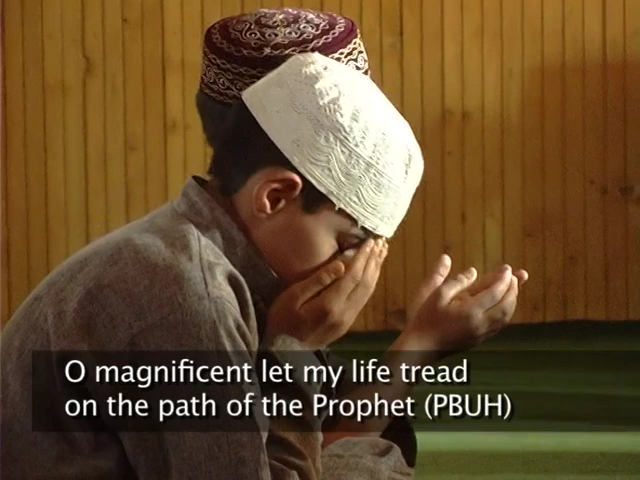 O magnificent let my life tread
on the path of the Prophet (PBUH)